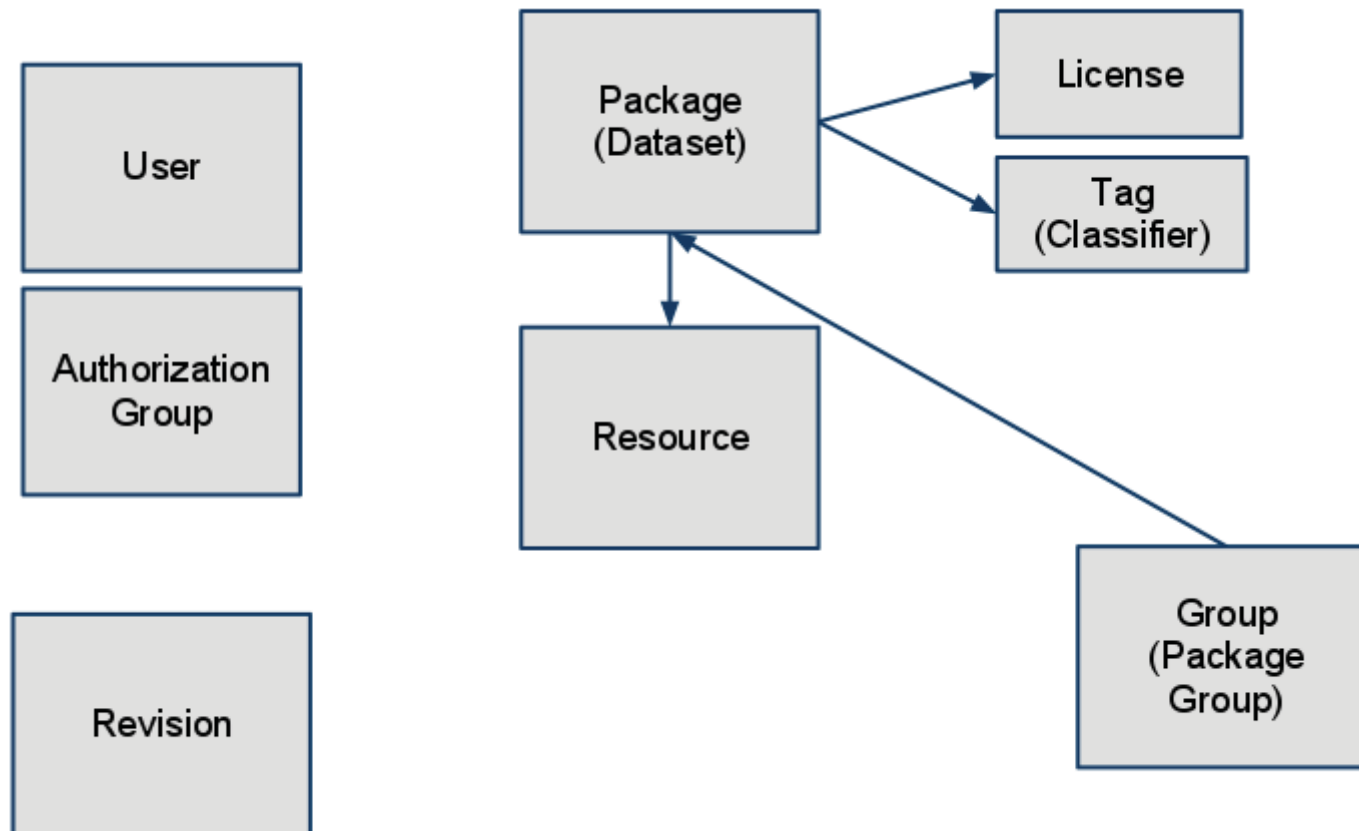 User
Authorization
Group
Revision
Package
(Dataset)
Resource
License
Tag
(Classifier)
Group
(Package
Group)